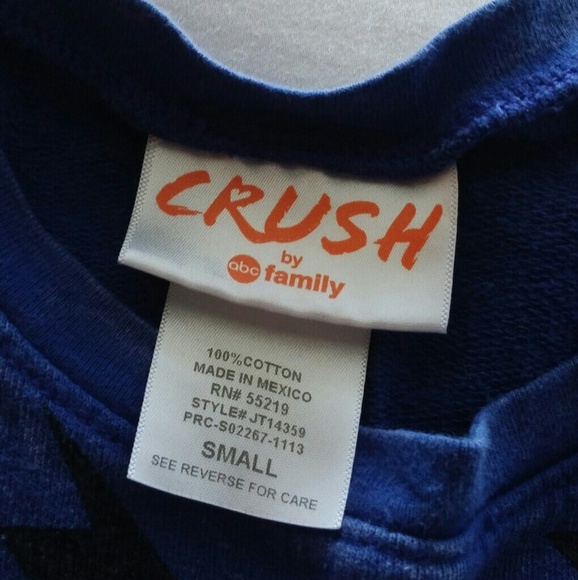 CRUSH
by
abc family
100%COTTON
MADE IN MEXICO
RN# 55219
STYLE# JT14359
PRC-S02267-1113
SMALL
SEE REVERSE FOR CARE